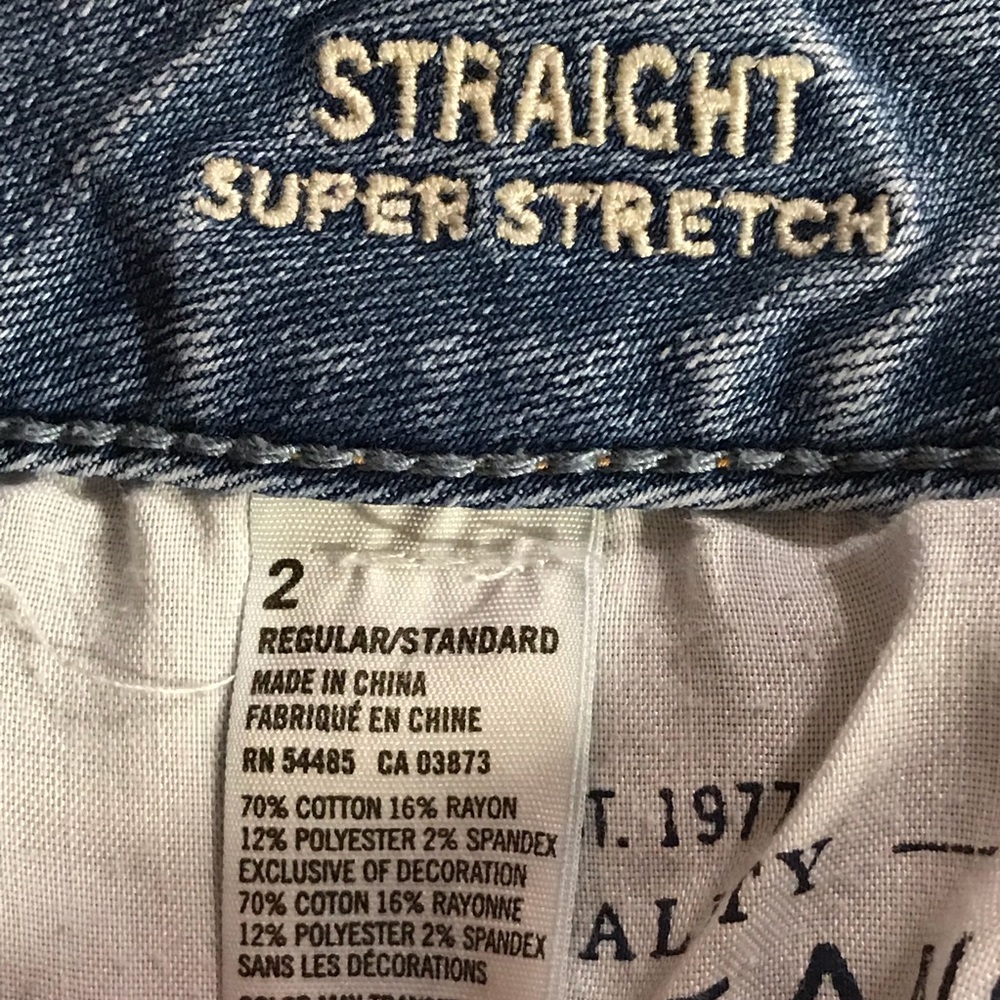 STRAIGHT
SUPER STRETCH
2
REGULAR/STANDARD
MADE IN CHINA
FABRIQUÉ EN CHINE
RN 54485 CA 03873
70% COTTON 16% RAYON
12% POLYESTER 2% SPANDEX
EXCLUSIVE OF DECORATION
70% COTON 16% RAYONNE
12% POLYESTER 2% SPANDEX
SANS LES DÉCORATIONS
T. 1977
ALITY